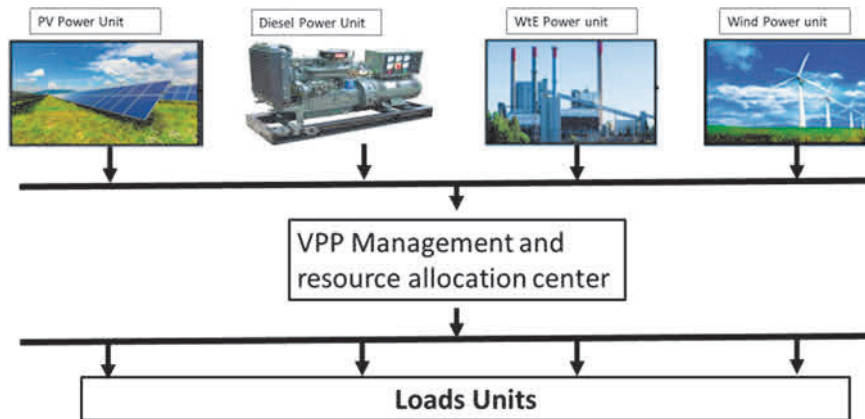 PV Power Unit
Diesel Power Unit
WtE Power unit
Wind Power unit
VPP Management and
resource allocation center
Loads Units